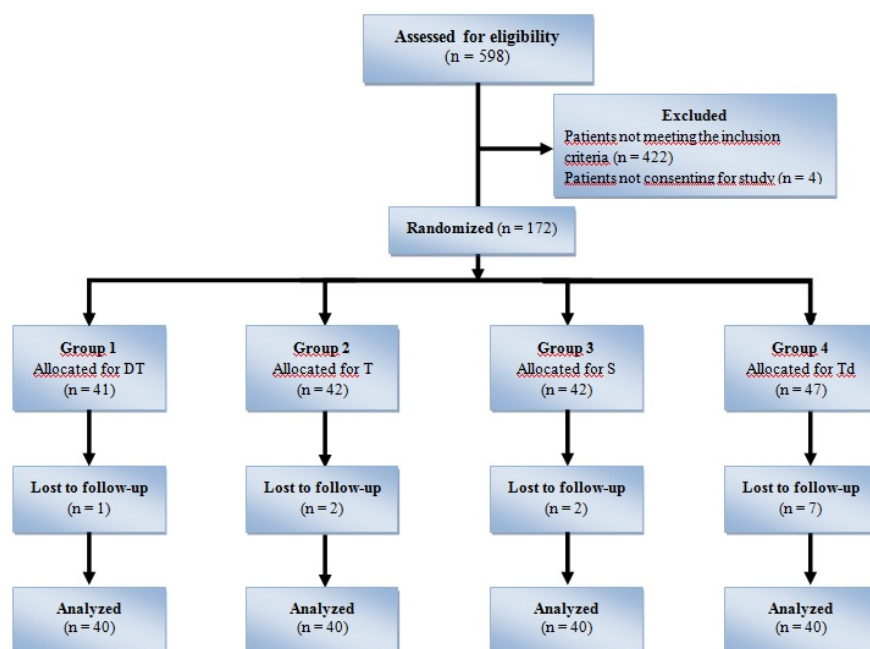 Assessed for eligibility
(n = 598)
Excluded
Patients not meeting the inclusion
criteria (n = 422)
Patients not consenting for study (n = 4)
Randomized (n = 172)
Group 1
Allocated for DT
(n = 41)
Group 2
Allocated for T
(n = 42)
Group 3
Allocated for S
(n = 42)
Group 4
Allocated for Td
(n = 47)
Lost to follow-up
(n = 1)
Lost to follow-up
(n = 2)
Lost to follow-up
(n = 2)
Lost to follow-up
(n = 7)
Analyzed
(n = 40)
Analyzed
(n = 40)
Analyzed
(n = 40)
Analyzed
(n = 40)